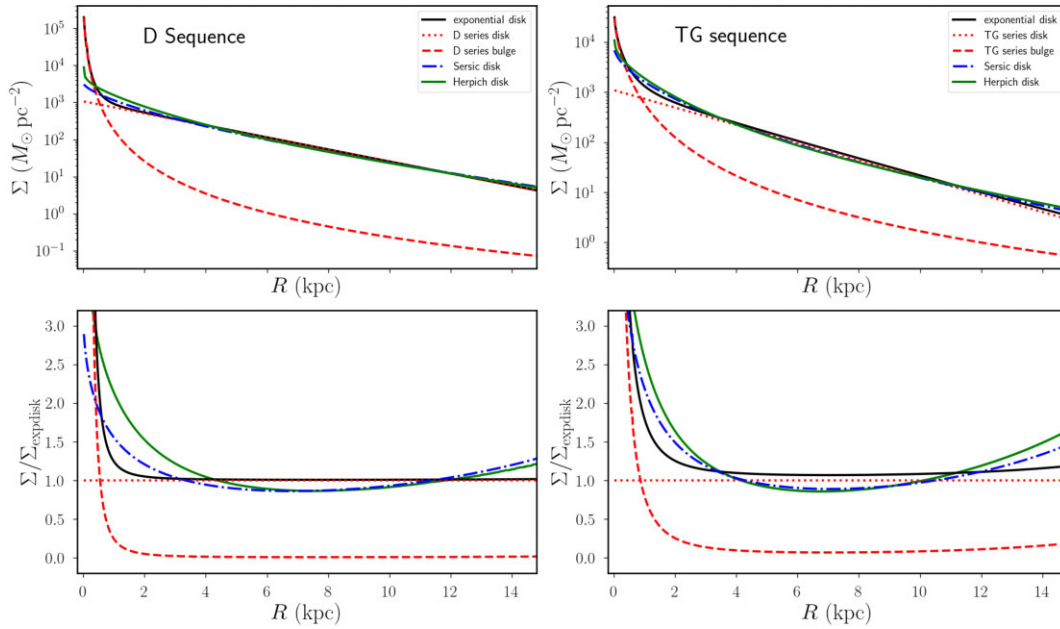 D Sequence
exponential disk
D series disk
D series bulge
Sersic disk
Herpich disk
Σ (M⊙ pc⁻²)
10⁵
10⁴
10³
10²
10¹
10⁰
10⁻¹
R (kpc)
TG sequence
exponential disk
TG series disk
TG series bulge
Sersic disk
Herpich disk
Σ (M⊙ pc⁻²)
10⁴
10³
10²
10¹
10⁰
R (kpc)
Σ/Σexpdisk
3.0
2.5
2.0
1.5
1.0
0.5
0.0
0 2 4 6 8 10 12 14
R (kpc)
Σ/Σexpdisk
3.0
2.5
2.0
1.5
1.0
0.5
0.0
0 2 4 6 8 10 12 14
R (kpc)